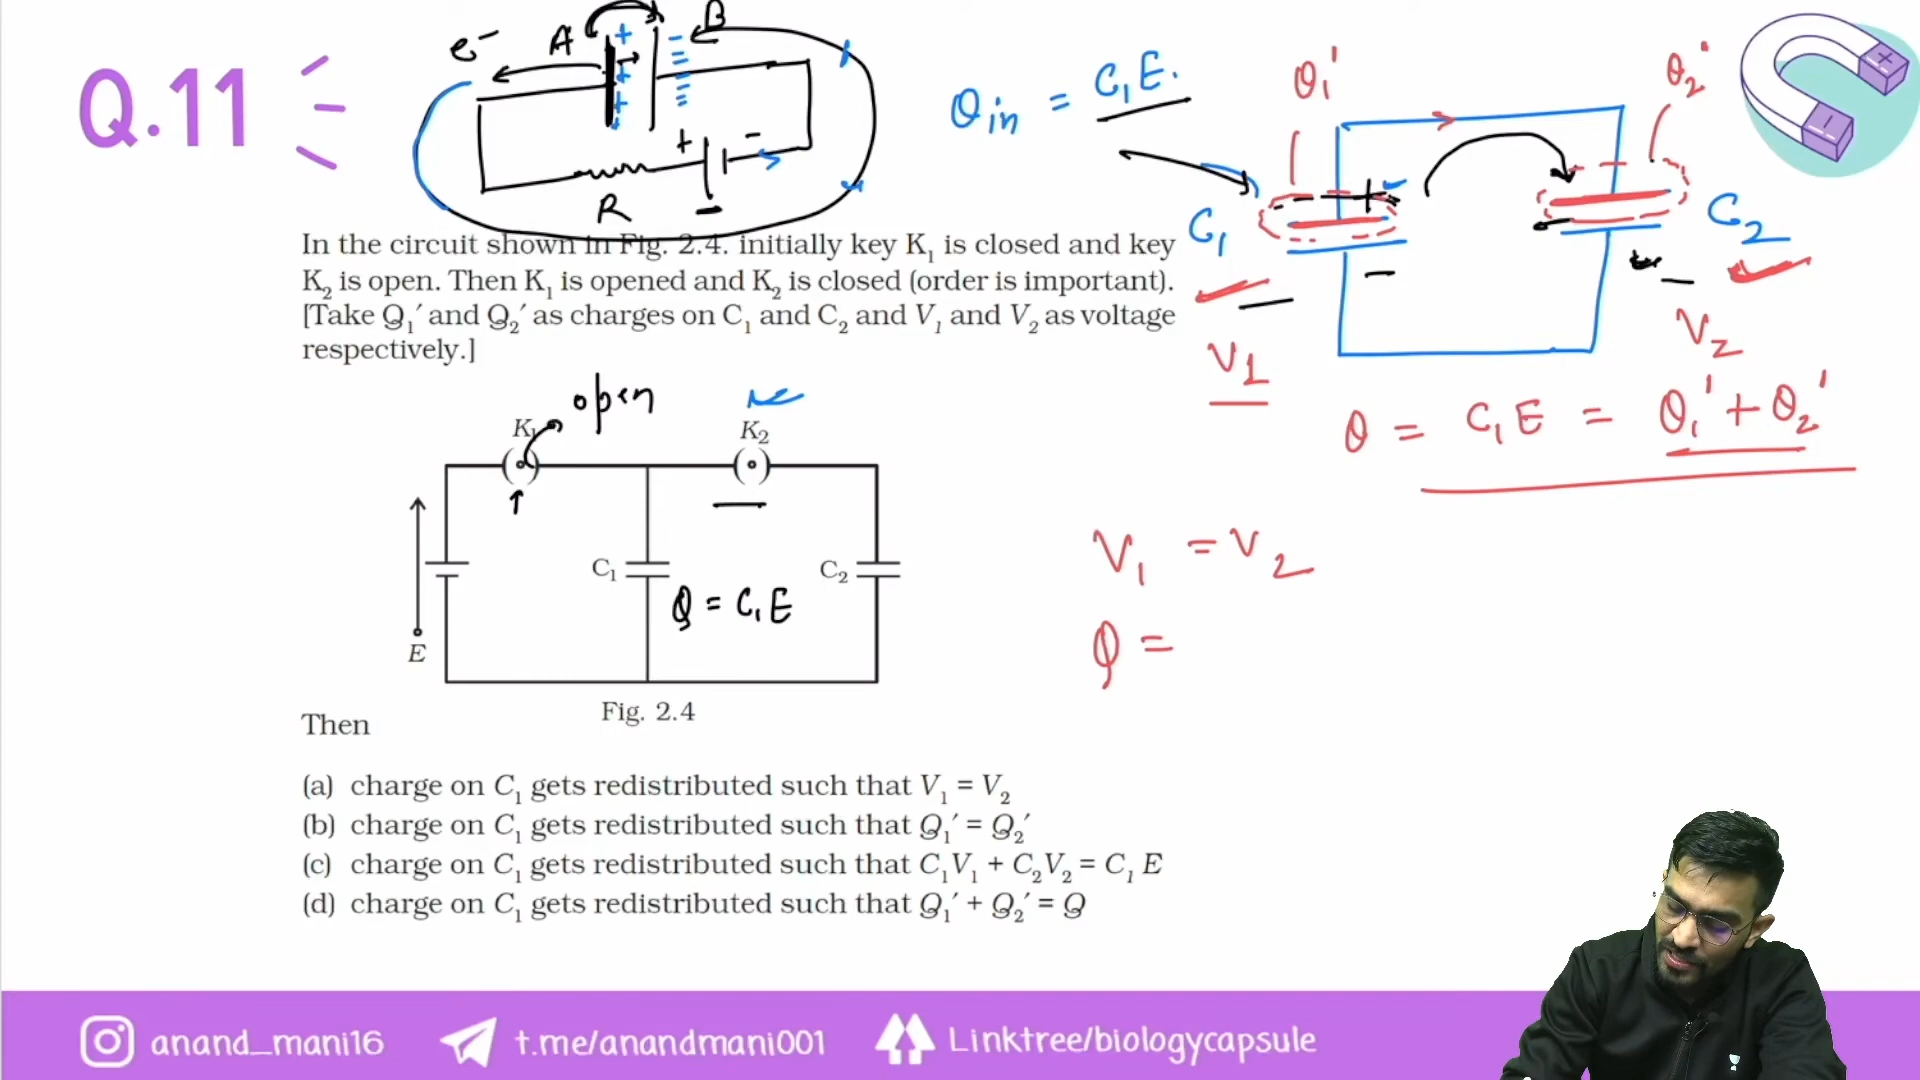 Q.11
e⁻ A B
+ -
R
Qin = C₁E.
Q₁' Q₂'
C₁ C₂
V₁ V₂
Q = C₁E = Q₁' + Q₂'
V₁ = V₂
Q =
In the circuit shown in Fig. 2.4. initially key K₁ is closed and key
K₂ is open. Then K₁ is opened and K₂ is closed (order is important).
[Take Q₁′ and Q₂′ as charges on C₁ and C₂ and V₁ and V₂ as voltage
respectively.]
open
K₁ K₂
C₁ C₂
Q = C₁E
E
Fig. 2.4
Then
(a) charge on C₁ gets redistributed such that V₁ = V₂
(b) charge on C₁ gets redistributed such that Q₁′ = Q₂′
(c) charge on C₁ gets redistributed such that C₁V₁ + C₂V₂ = C₁ E
(d) charge on C₁ gets redistributed such that Q₁′ + Q₂′ = Q
anand_mani16 t.me/anandmani001 Linktree/biologycapsule